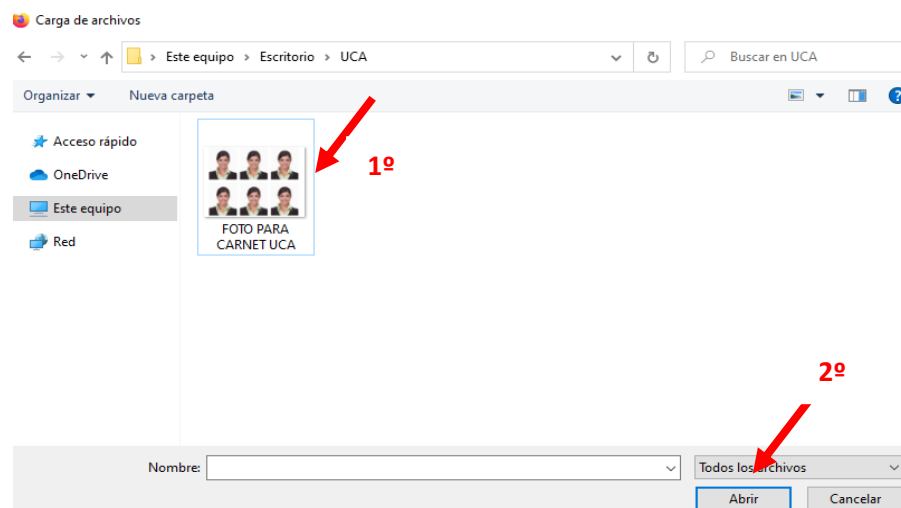 Carga de archivos
Este equipo › Escritorio › UCA
Buscar en UCA
Organizar
Nueva carpeta
Acceso rápido
OneDrive
Este equipo
Red
FOTO PARA
CARNET UCA
1º
2º
Nombre:
Todos los archivos
Abrir
Cancelar